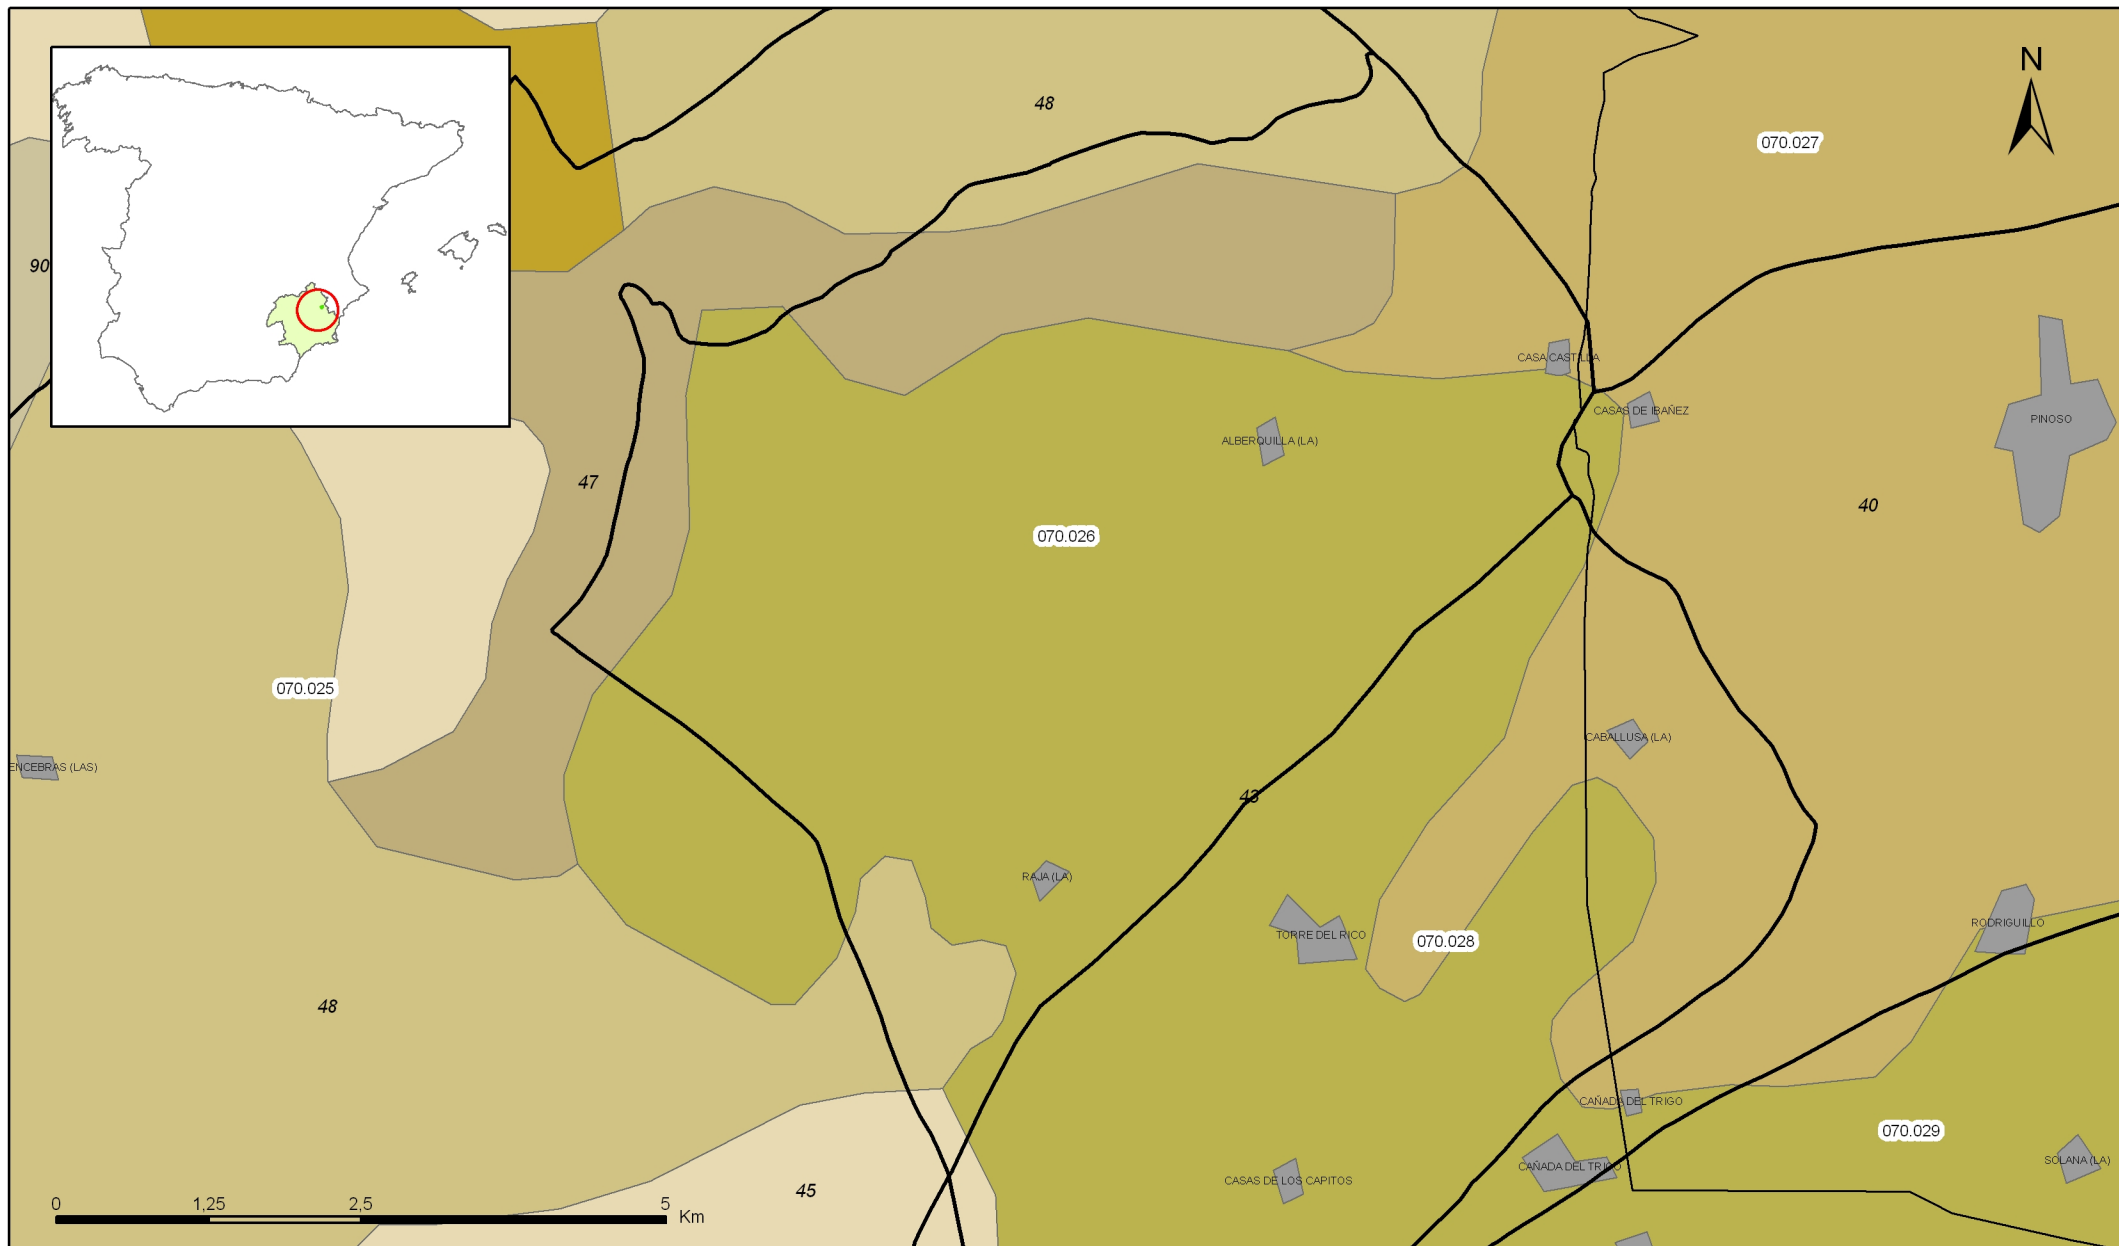 N
48
070.027
90
CASA CASTILLA
CASAS DE IBAÑEZ
PINOSO
ALBERQUILLA (LA)
47
40
070.026
070.025
CABALLUSA (LA)
ENCEBRAS (LAS)
43
RAJA (LA)
TORRE DEL RICO
070.028
RODRIGUILLO
48
CAÑADA DEL TRIGO
070.029
CAÑADA DEL TRIGO
SOLANA (LA)
CASAS DE LOS CAPITOS
45
0 1,25 2,5 5 Km